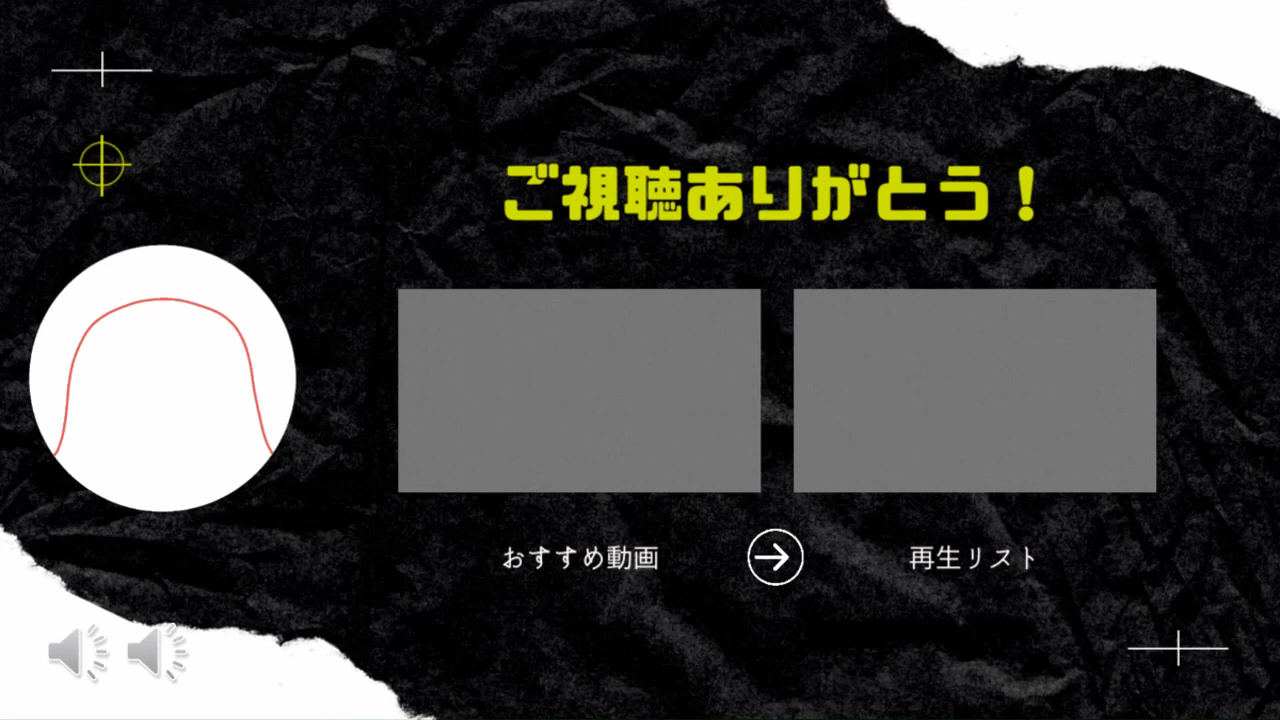 ご視聴ありがとう！
おすすめ動画
再生リスト